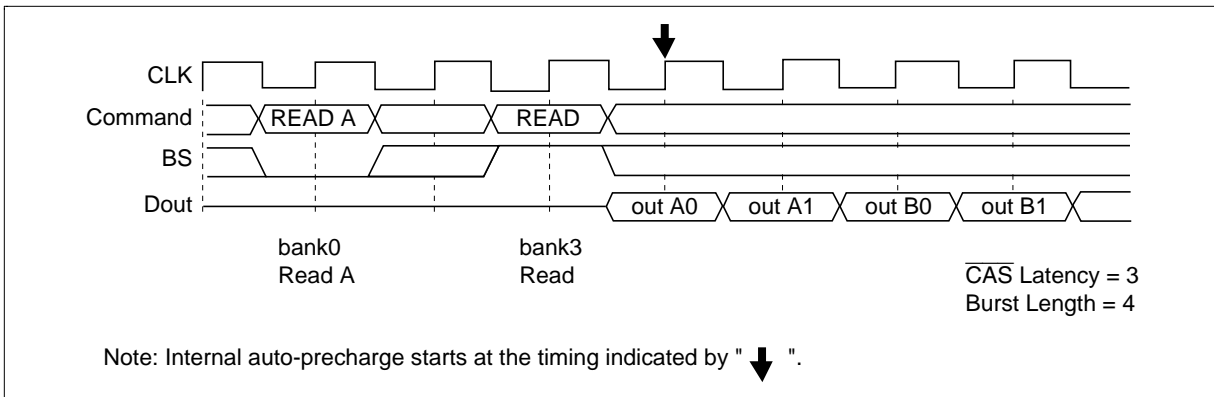 CLK
Command READ A READ
BS
Dout out A0 out A1 out B0 out B1
bank0 bank3
Read A Read
CAS Latency = 3
Burst Length = 4
Note: Internal auto-precharge starts at the timing indicated by " ".